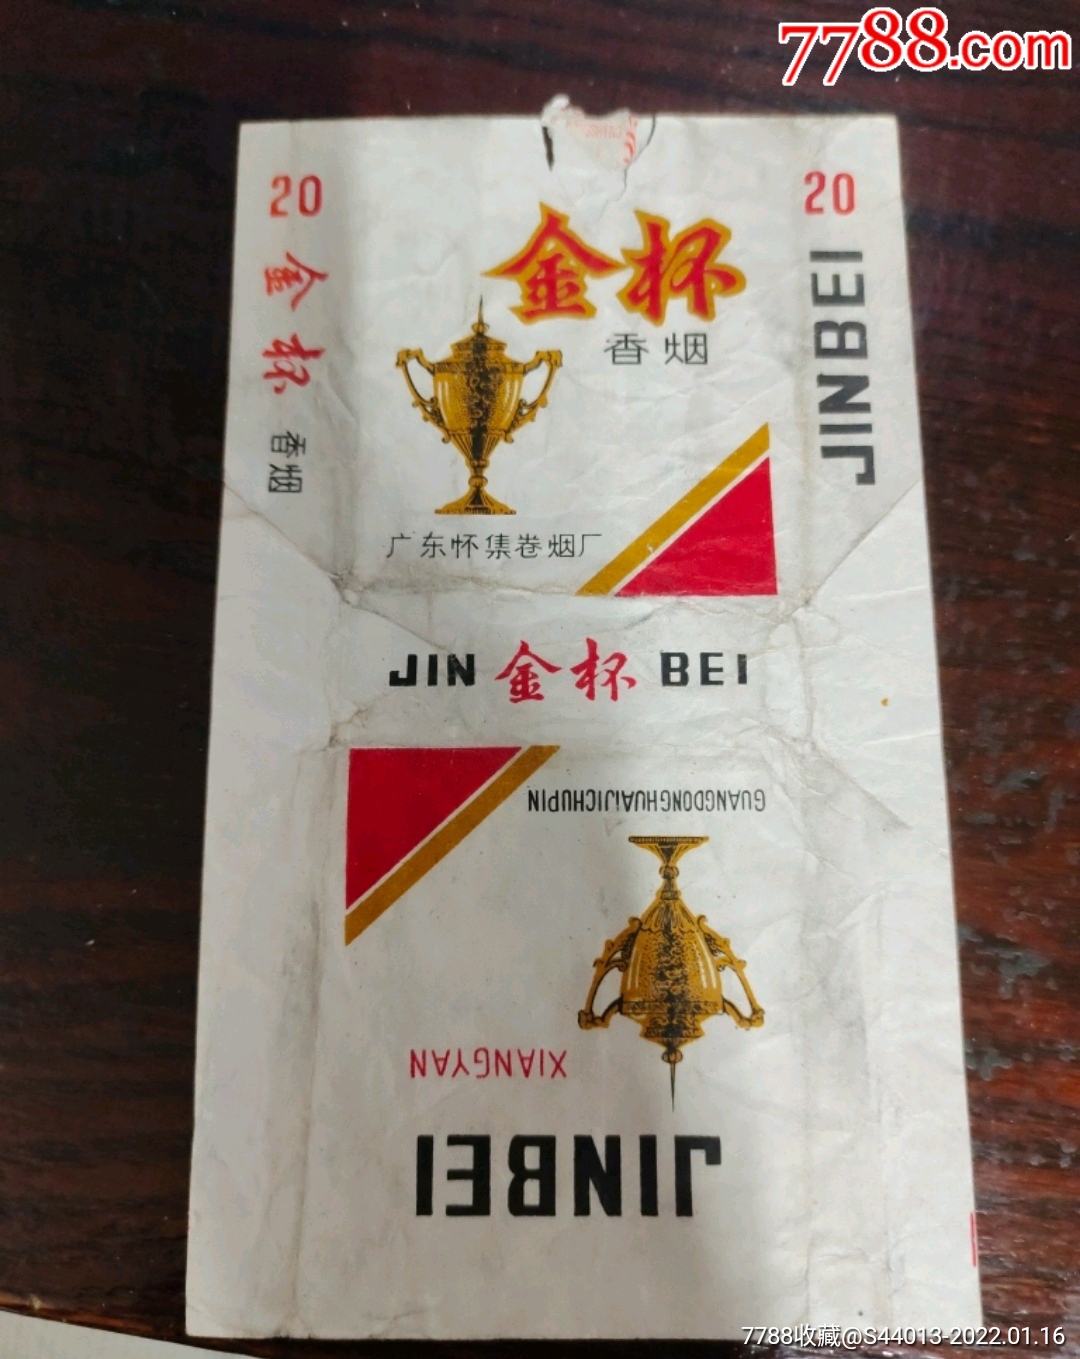 7788.com
20
金杯
香烟
金杯
香烟
广东怀集卷烟厂
20
JINBEI
JIN 金杯 BEI
GUANGDONGHUAIJICHUPIN
XIANGYAN
JINBEI
7788收藏@S44013-2022.01.16